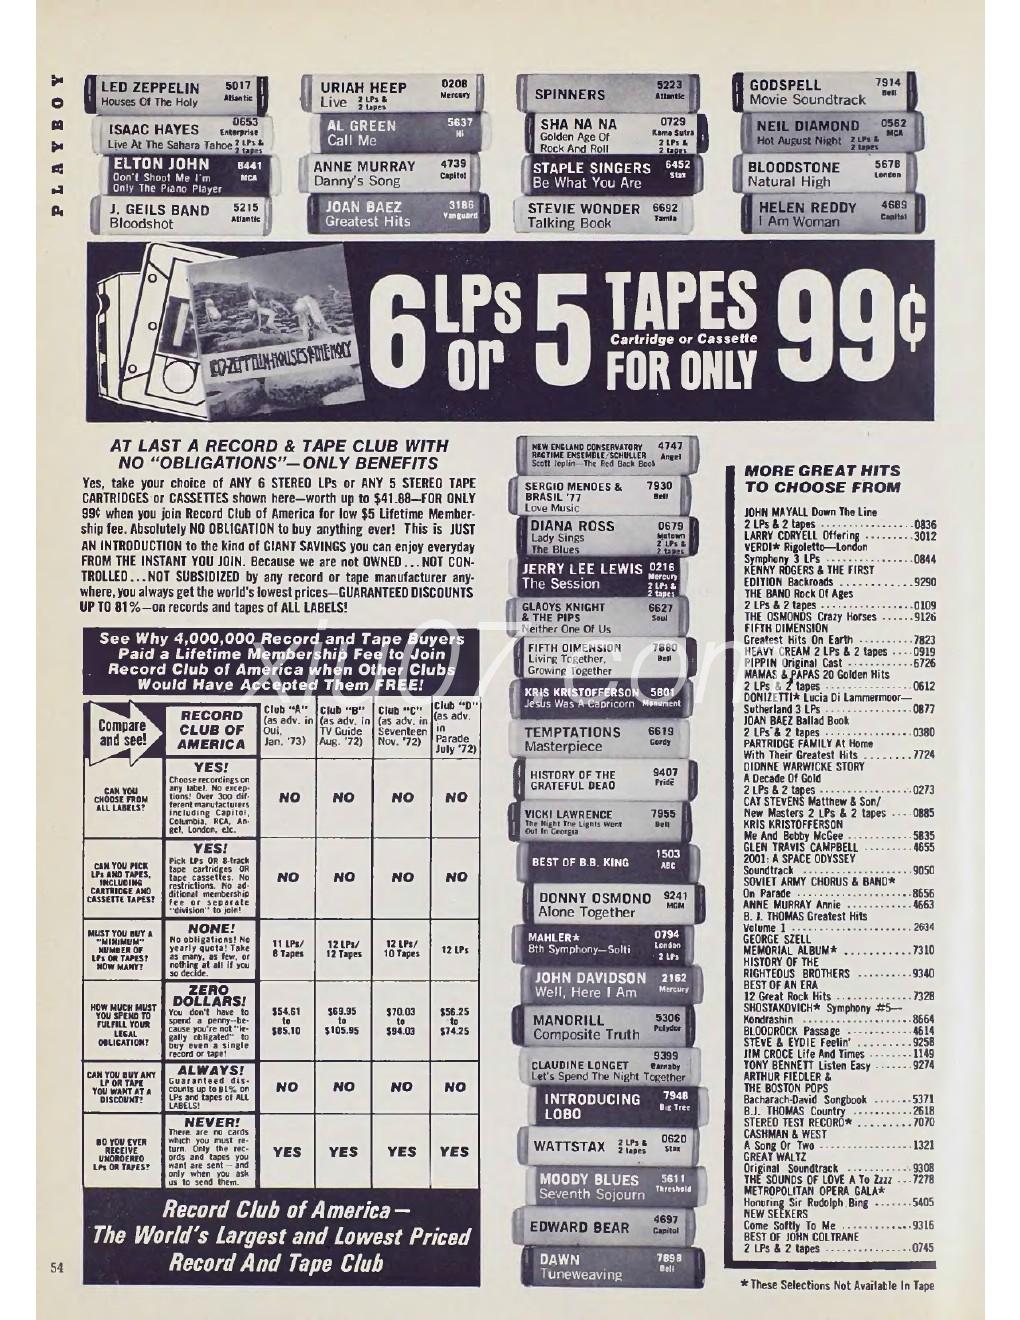 PLAYBOY
LED ZEPPELIN 5017
Houses Of The Holy Atlantic
ISAAC HAYES 0653
Enterprise
Live At The Sahara Tahoe 2 LPs &
2 tapes
ELTON JOHN 8441
Don't Shoot Me I'm MCA
Only The Piano Player
J. GEILS BAND 5215
Bloodshot Atlantic
URIAH HEEP 0208
Live 2 LPs & 2 tapes Mercury
AL GREEN 5637
Call Me Hi
ANNE MURRAY 4739
Danny's Song Capitol
JOAN BAEZ 3186
Greatest Hits Vanguard
SPINNERS 5223
Atlantic
SHA NA NA 0729
Golden Age Of Kama Sutra
Rock And Roll 2 LPs &
2 tapes
STAPLE SINGERS 6452
Be What You Are Stax
STEVIE WONDER 6692
Talking Book Tamla
GODSPELL 7914
Movie Soundtrack Bell
NEIL DIAMOND 0562
Hot August Night 2 LPs & 2 tapes MCA
BLOODSTONE 5678
Natural High London
HELEN REDDY 4689
I Am Woman Capitol
LED ZEPPELIN·HOUSES OF THE HOLY
6 LPs or 5 TAPES
Cartridge or Cassette
FOR ONLY 99¢
AT LAST A RECORD & TAPE CLUB WITH
NO "OBLIGATIONS"—ONLY BENEFITS
Yes, take your choice of ANY 6 STEREO LPs or ANY 5 STEREO TAPE
CARTRIDGES or CASSETTES shown here—worth up to $41.88—FOR ONLY
99¢ when you join Record Club of America for low $5 Lifetime Member-
ship fee. Absolutely NO OBLIGATION to buy anything ever! This is JUST
AN INTRODUCTION to the kind of GIANT SAVINGS you can enjoy everyday
FROM THE INSTANT YOU JOIN. Because we are not OWNED...NOT CON-
TROLLED...NOT SUBSIDIZED by any record or tape manufacturer any-
where, you always get the world's lowest prices—GUARANTEED DISCOUNTS
UP TO 81%—on records and tapes of ALL LABELS!
See Why 4,000,000 Record and Tape Buyers
Paid a Lifetime Membership Fee to Join
Record Club of America when Other Clubs
Would Have Accepted Them FREE!
Compare
and see!
RECORD
CLUB OF
AMERICA
Club "A"
(as adv. in
Oui,
Jan. '73)
Club "B"
(as adv. in
TV Guide
Aug. '72)
Club "C"
(as adv. in
Seventeen
Nov. '72)
Club "D"
(as adv.
in
Parade
July '72)
CAN YOU
CHOOSE FROM
ALL LABELS?
YES!
Choose recordings on
any label. No excep-
tions! Over 300 dif-
ferent manufacturers
including Capitol,
Columbia, RCA, An-
gel, London, etc.
NO NO NO NO
CAN YOU PICK
LPs AND TAPES,
INCLUDING
CARTRIDGE AND
CASSETTE TAPES?
YES!
Pick LPs OR 8-track
tape cartridges OR
tape cassettes. No
restrictions. No ad-
ditional membership
fee or separate
"division" to join!
NO NO NO NO
MUST YOU BUY A
"MINIMUM"
NUMBER OF
LPs OR TAPES?
HOW MANY?
NONE!
No obligations! No
yearly quota! Take
as many, as few, or
nothing at all if you
so decide.
11 LPs/
8 Tapes
12 LPs/
12 Tapes
12 LPs/
10 Tapes
12 LPs
HOW MUCH MUST
YOU SPEND TO
FULFILL YOUR
LEGAL
OBLIGATION?
ZERO
DOLLARS!
You don't have to
spend a penny—be-
cause you're not "le-
gally obligated" to
buy even a single
record or tape!
$54.61
to
$85.10
$69.95
to
$105.95
$70.03
to
$94.03
$56.25
to
$74.25
CAN YOU BUY ANY
LP OR TAPE
YOU WANT AT A
DISCOUNT?
ALWAYS!
Guaranteed dis-
counts up to 81% on
LPs and tapes of ALL
LABELS!
NO NO NO NO
DO YOU EVER
RECEIVE
UNORDERED
LPs OR TAPES?
NEVER!
There are no cards
which you must re-
turn. Only the rec-
ords and tapes you
want are sent—and
only when you ask
us to send them.
YES YES YES YES
Record Club of America—
The World's Largest and Lowest Priced
Record And Tape Club
54
NEW ENGLAND CONSERVATORY 4747
RAGTIME ENSEMBLE/SCHULLER Angel
Scott Joplin—The Red Back Book
SERGIO MENDES & 7930
BRASIL '77 Bell
Love Music
DIANA ROSS 0679
Lady Sings Motown
The Blues 2 LPs &
2 tapes
JERRY LEE LEWIS 0216
The Session Mercury
2 LPs &
2 tapes
GLADYS KNIGHT 6627
& THE PIPS Soul
Neither One Of Us
FIFTH DIMENSION 7880
Living Together, Bell
Growing Together
KRIS KRISTOFFERSON 5801
Jesus Was A Capricorn Monument
TEMPTATIONS 6619
Masterpiece Gordy
HISTORY OF THE 9407
GRATEFUL DEAD Pride
VICKI LAWRENCE 7955
The Night The Lights Went Bell
Out In Georgia
BEST OF B.B. KING 1503
ABC
DONNY OSMOND 9241
Alone Together MGM
MAHLER* 0794
8th Symphony—Solti London
2 LPs
JOHN DAVIDSON 2162
Well, Here I Am Mercury
MANDRILL 5306
Composite Truth Polydor
9399
CLAUDINE LONGET Barnaby
Let's Spend The Night Together
INTRODUCING 7948
LOBO Big Tree
WATTSTAX 2 LPs & 2 tapes 0620
Stax
MOODY BLUES 5611
Seventh Sojourn Threshold
EDWARD BEAR 4697
Capitol
DAWN 7898
Tuneweaving Bell
MORE GREAT HITS
TO CHOOSE FROM
JOHN MAYALL Down The Line
2 LPs & 2 tapes ..................0836
LARRY CORYELL Offering .........3012
VERDI* Rigoletto—London
Symphony 3 LPs ..................0844
KENNY ROGERS & THE FIRST
EDITION Backroads ...............9290
THE BAND Rock Of Ages
2 LPs & 2 tapes ..................0109
THE OSMONDS Crazy Horses ......9126
FIFTH DIMENSION
Greatest Hits On Earth ...........7823
HEAVY CREAM 2 LPs & 2 tapes ....0919
PIPPIN Original Cast .............6726
MAMAS & PAPAS 20 Golden Hits
2 LPs & 2 tapes ..................0612
DONIZETTI* Lucia Di Lammermoor—
Sutherland 3 LPs .................0877
JOAN BAEZ Ballad Book
2 LPs & 2 tapes ..................0380
PARTRIDGE FAMILY At Home
With Their Greatest Hits .........7724
DIONNE WARWICKE STORY
A Decade Of Gold
2 LPs & 2 tapes ..................0273
CAT STEVENS Matthew & Son/
New Masters 2 LPs & 2 tapes .....0885
KRIS KRISTOFFERSON
Me And Bobby McGee .............5835
GLEN TRAVIS CAMPBELL ..........4655
2001: A SPACE ODYSSEY
Soundtrack ......................9050
SOVIET ARMY CHORUS & BAND*
On Parade .......................8656
ANNE MURRAY Annie .............4663
B. J. THOMAS Greatest Hits
Volume 1 ........................2634
GEORGE SZELL
MEMORIAL ALBUM* ..............7310
HISTORY OF THE
RIGHTEOUS BROTHERS ...........9340
BEST OF AN ERA
12 Great Rock Hits ...............7328
SHOSTAKOVICH* Symphony #5—
Kondrashin ......................8664
BLOODROCK Passage .............4614
STEVE & EYDIE Feelin' ...........9258
JIM CROCE Life And Times .......1149
TONY BENNETT Listen Easy .......9274
ARTHUR FIEDLER &
THE BOSTON POPS
Bacharach-David Songbook .......5371
B.J. THOMAS Country ............2618
STEREO TEST RECORD* ...........7070
CASHMAN & WEST
A Song Or Two ...................1321
GREAT WALTZ
Original Soundtrack ..............9308
THE SOUNDS OF LOVE A To Zzzz ...7278
METROPOLITAN OPERA GALA*
Honoring Sir Rudolph Bing .......5405
NEW SEEKERS
Come Softly To Me ...............9316
BEST OF JOHN COLTRANE
2 LPs & 2 tapes ..................0745
*These Selections Not Available In Tape